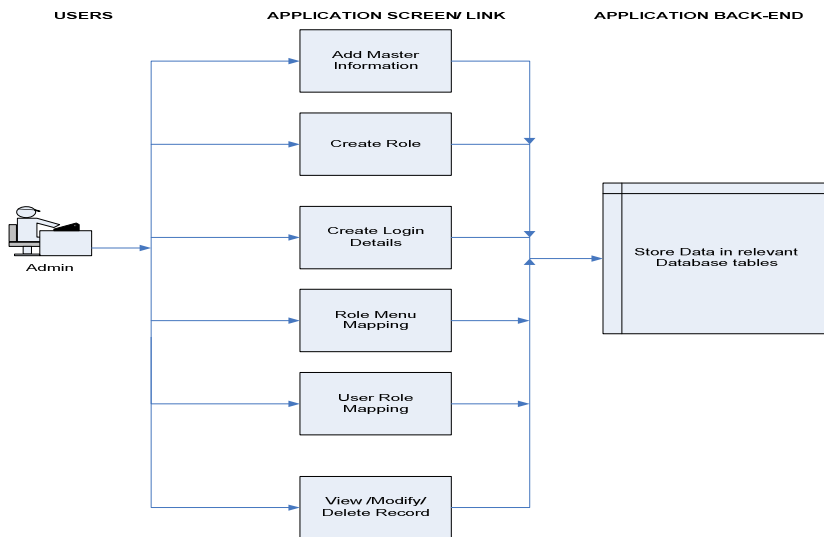 USERS
APPLICATION SCREEN/ LINK
APPLICATION BACK-END
Add Master
Information
Create Role
Create Login
Details
Admin
Store Data in relevant
Database tables
Role Menu
Mapping
User Role
Mapping
View /Modify/
Delete Record